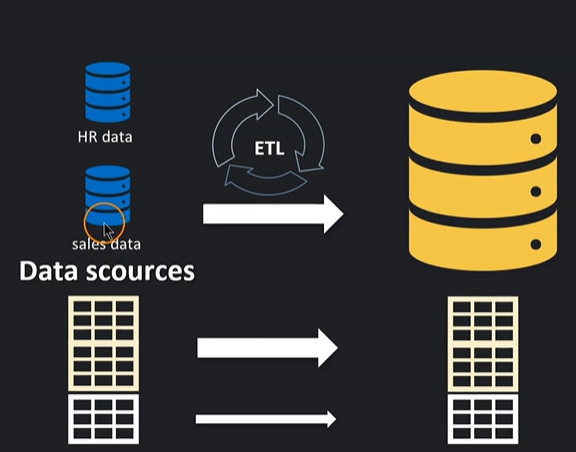 HR data
ETL
sales data
Data scources